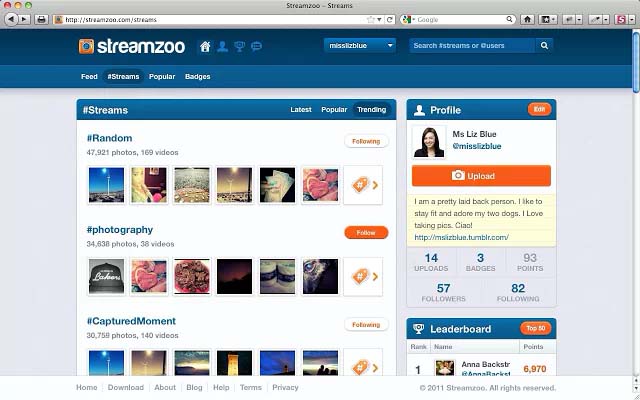 Streamzoo – Streams
http://streamzoo.com/streams
Google
streamzoo
misslizblue
Search #streams or @users
Feed
#Streams
Popular
Badges
#Streams
Latest
Popular
Trending
#Random
47,921 photos, 169 videos
Following
#photography
34,638 photos, 38 videos
Follow
#CapturedMoment
30,759 photos, 140 videos
Following
Profile
Edit
Ms Liz Blue
@misslizblue
Upload
I am a pretty laid back person. I like to
stay fit and adore my two dogs. I Love
taking pics. Ciao!
http://mslizblue.tumblr.com/
14
UPLOADS
3
BADGES
93
POINTS
57
FOLLOWERS
82
FOLLOWING
Leaderboard
Top 50
Rank
Name
Points
1
Anna Backstr
@AnnaBackst
6,970
Home
Download
About
Blog
Help
Terms
Privacy
© 2011 Streamzoo. All rights reserved.